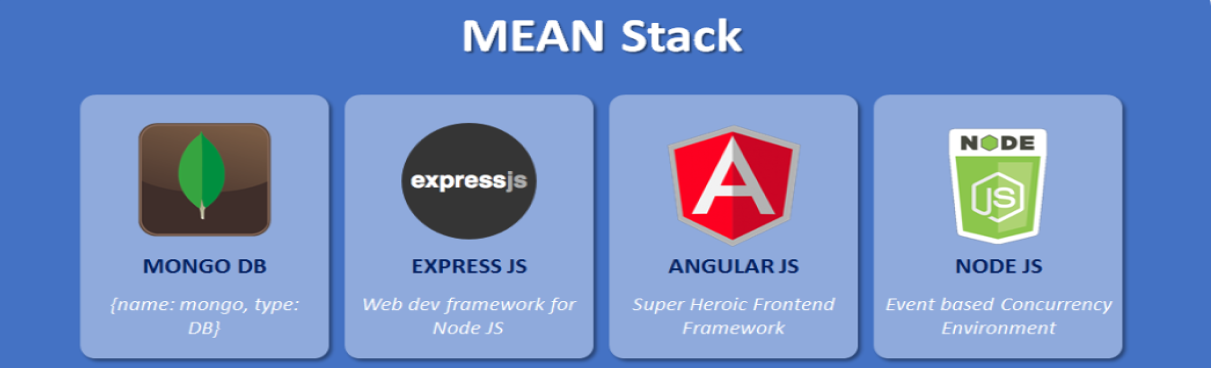 MEAN Stack
expressjs
NODE
JS
MONGO DB
EXPRESS JS
ANGULAR JS
NODE JS
{name: mongo, type:
DB}
Web dev framework for
Node JS
Super Heroic Frontend
Framework
Event based Concurrency
Environment